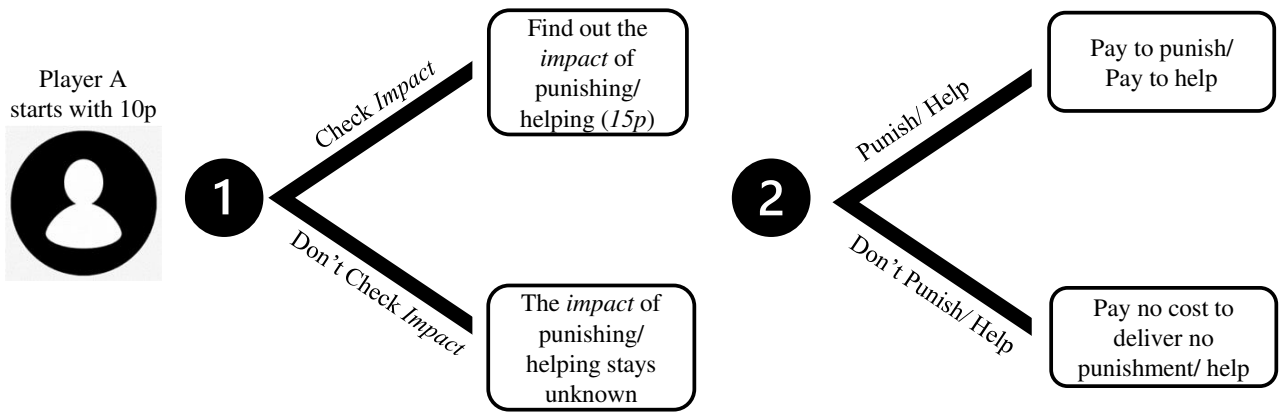 Player A
starts with 10p
1
Check Impact
Find out the
impact of
punishing/
helping (15p)
Don't Check Impact
The impact of
punishing/
helping stays
unknown
2
Punish/ Help
Pay to punish/
Pay to help
Don't Punish/ Help
Pay no cost to
deliver no
punishment/ help